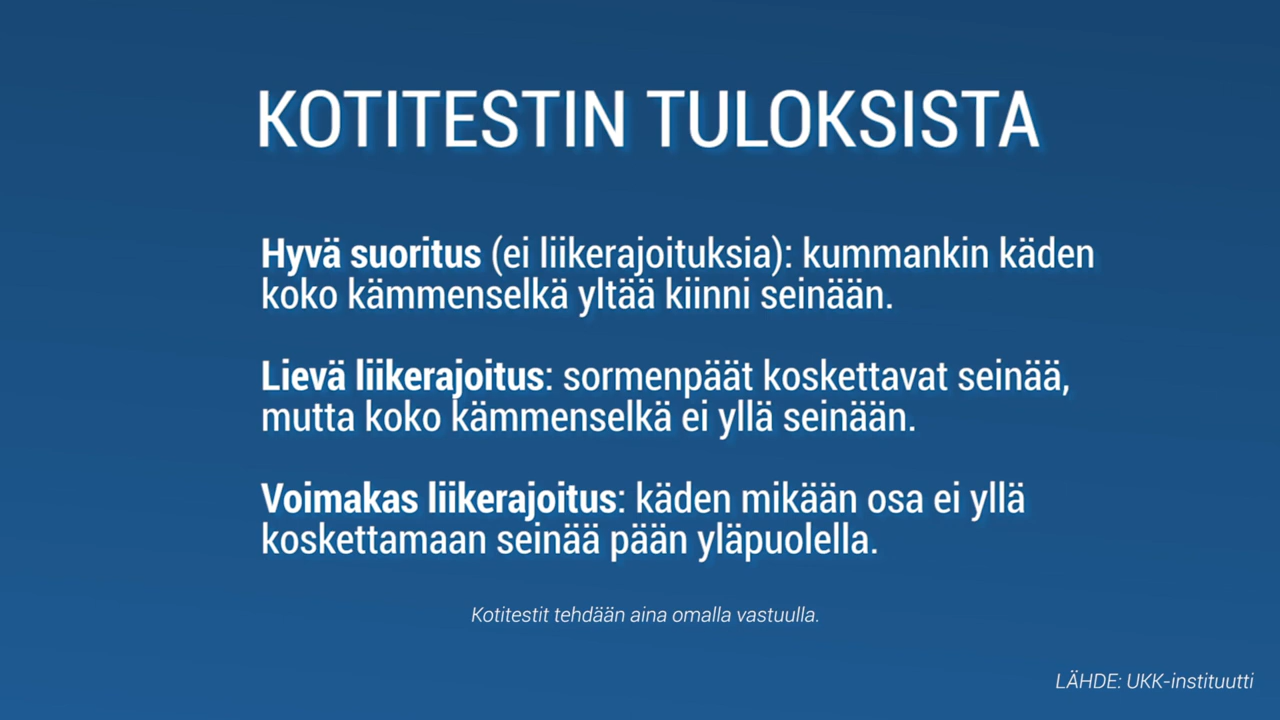 KOTITESTIN TULOKSISTA
Hyvä suoritus (ei liikerajoituksia): kummankin käden
koko kämmenselkä yltää kiinni seinään.
Lievä liikerajoitus: sormenpäät koskettavat seinää,
mutta koko kämmenselkä ei yllä seinään.
Voimakas liikerajoitus: käden mikään osa ei yllä
koskettamaan seinää pään yläpuolella.
Kotitestit tehdään aina omalla vastuulla.
LÄHDE: UKK-instituutti